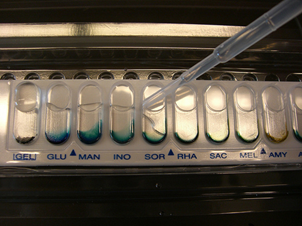 |GEL| GLU ▲ MAN INO SOR ▲ RHA SAC MEL ▲ AMY